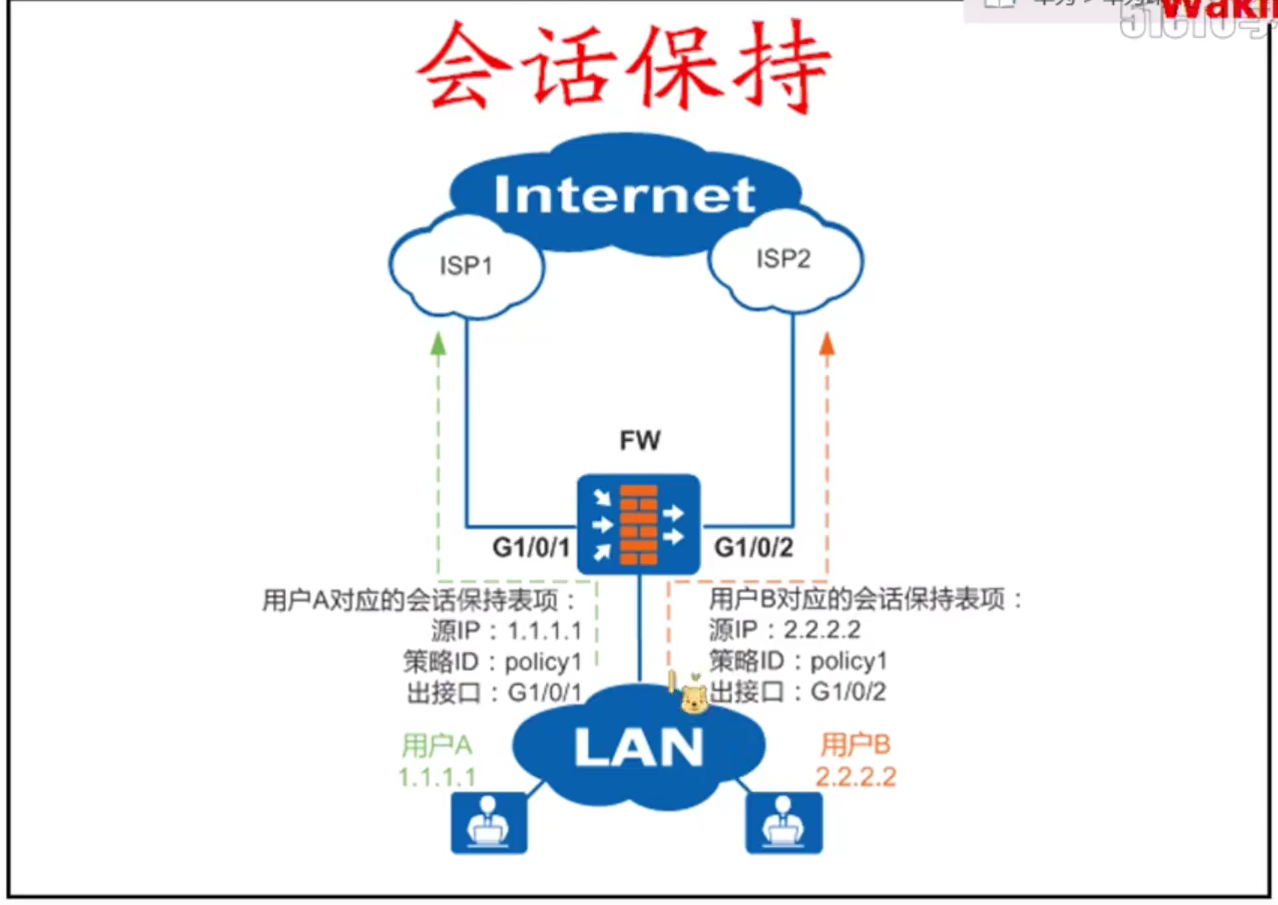 会话保持
Internet
ISP1
ISP2
FW
G1/0/1
G1/0/2
用户A对应的会话保持表项：
源IP：1.1.1.1
策略ID：policy1
出接口：G1/0/1
用户B对应的会话保持表项：
源IP：2.2.2.2
策略ID：policy1
出接口：G1/0/2
LAN
用户A
1.1.1.1
用户B
2.2.2.2